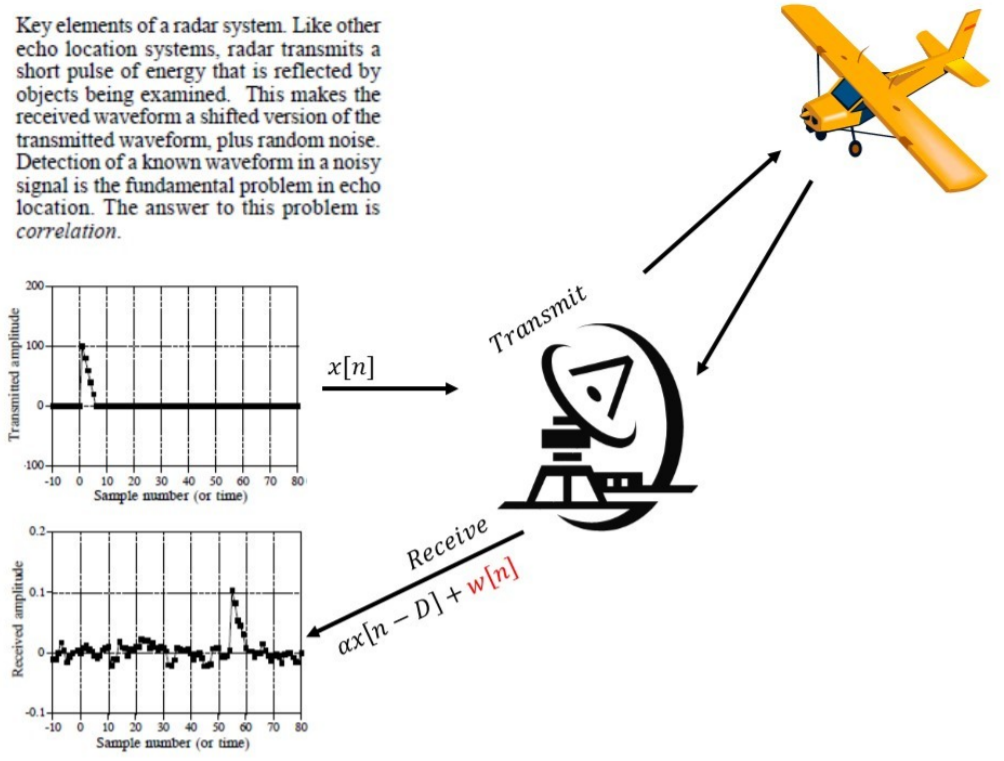 Key elements of a radar system. Like other
echo location systems, radar transmits a
short pulse of energy that is reflected by
objects being examined. This makes the
received waveform a shifted version of the
transmitted waveform, plus random noise.
Detection of a known waveform in a noisy
signal is the fundamental problem in echo
location. The answer to this problem is
correlation.
Transmitted amplitude
200
100
0
-100
-10 0 10 20 30 40 50 60 70 80
Sample number (or time)
x[n]
Transmit
Receive
αx[n − D] + w[n]
Received amplitude
0.2
0.1
0
-0.1
-10 0 10 20 30 40 50 60 70 80
Sample number (or time)